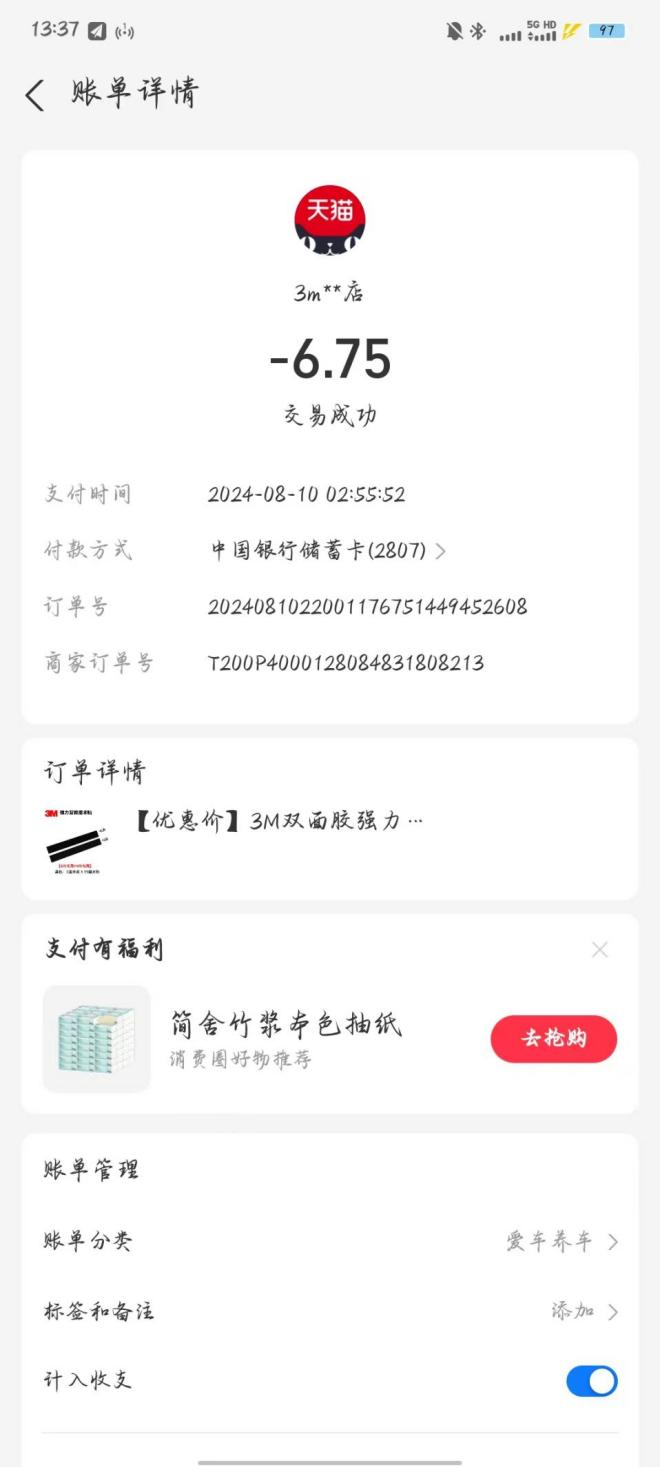 13:37
5G HD
97
账单详情
天猫
3m**店
-6.75
交易成功
支付时间 2024-08-10 02:55:52
付款方式 中国银行储蓄卡(2807)
订单号 2024081022001176751449452608
商家订单号 T200P4000128084831808213
订单详情
3M
【优惠价】3M双面胶强力…
支付有福利
简舍竹浆本色抽纸
消费圈好物推荐
去抢购
账单管理
账单分类 爱车养车
标签和备注 添加
计入收支